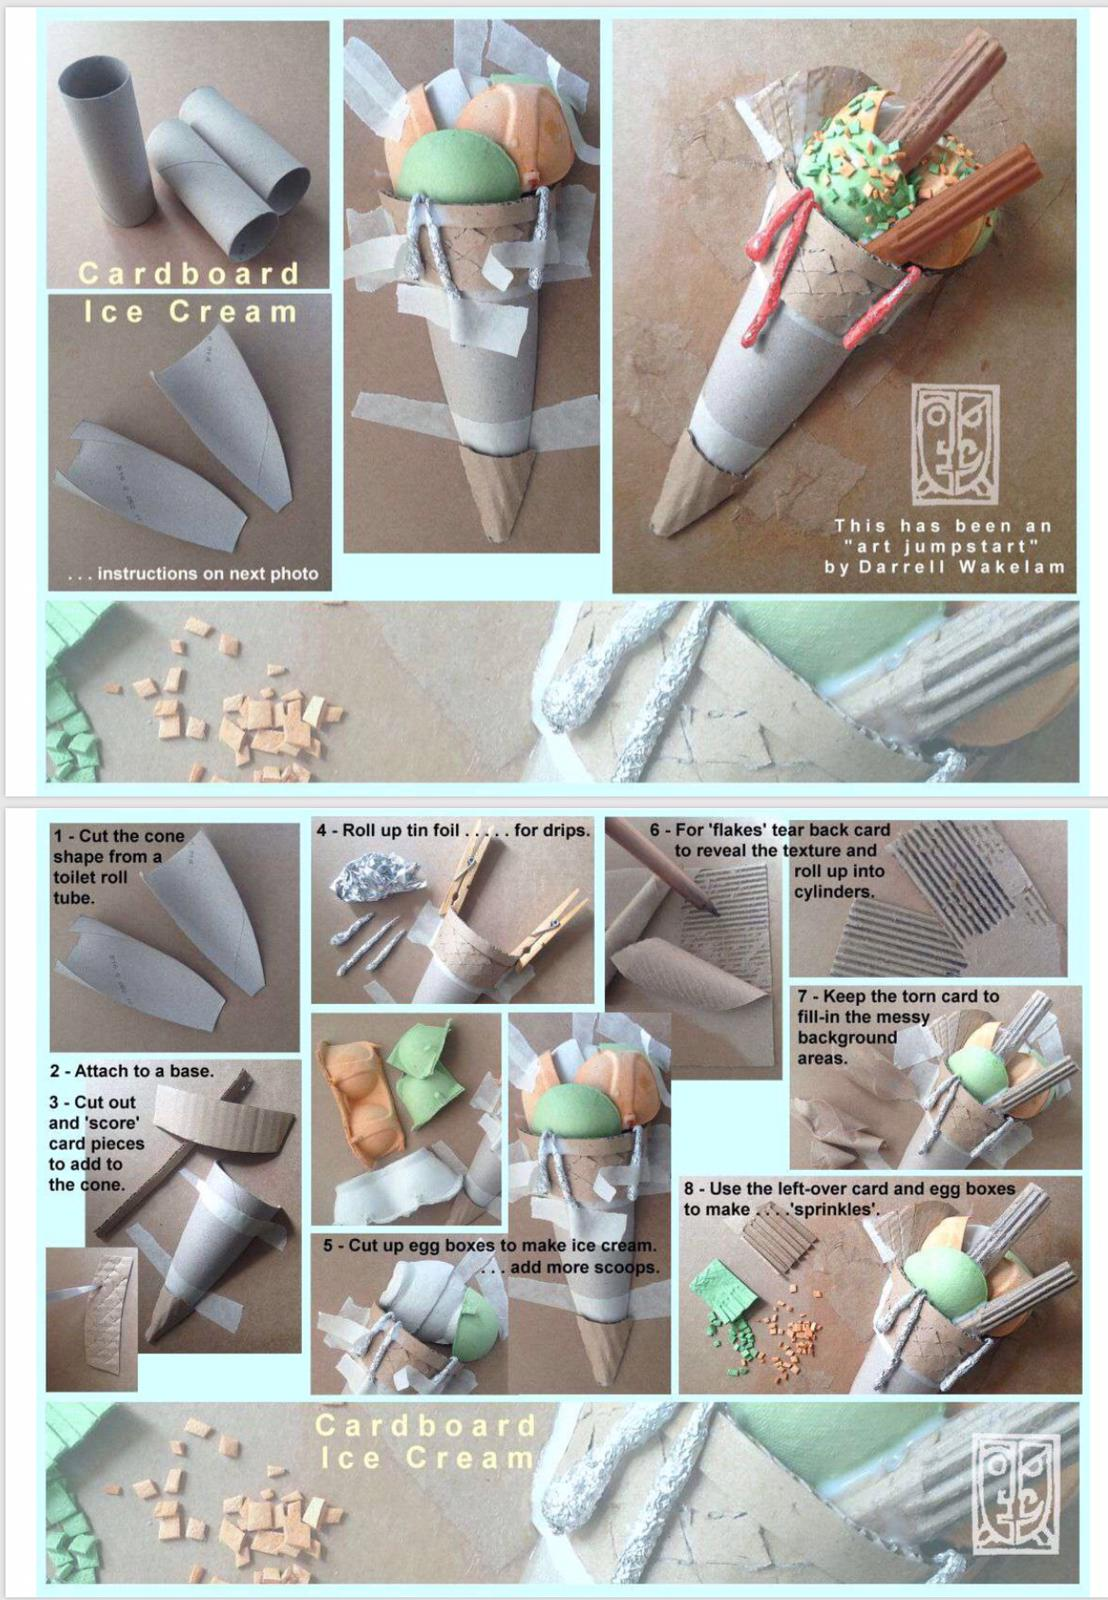 Cardboard
Ice Cream
. . . instructions on next photo
This has been an
"art jumpstart"
by Darrell Wakelam
1 - Cut the cone
shape from a
toilet roll
tube.
2 - Attach to a base.
3 - Cut out
and 'score'
card pieces
to add to
the cone.
4 - Roll up tin foil . . . . . for drips.
5 - Cut up egg boxes to make ice cream.
. . . add more scoops.
6 - For 'flakes' tear back card
to reveal the texture and
roll up into
cylinders.
7 - Keep the torn card to
fill-in the messy
background
areas.
8 - Use the left-over card and egg boxes
to make . . . . 'sprinkles'.
Cardboard
Ice Cream